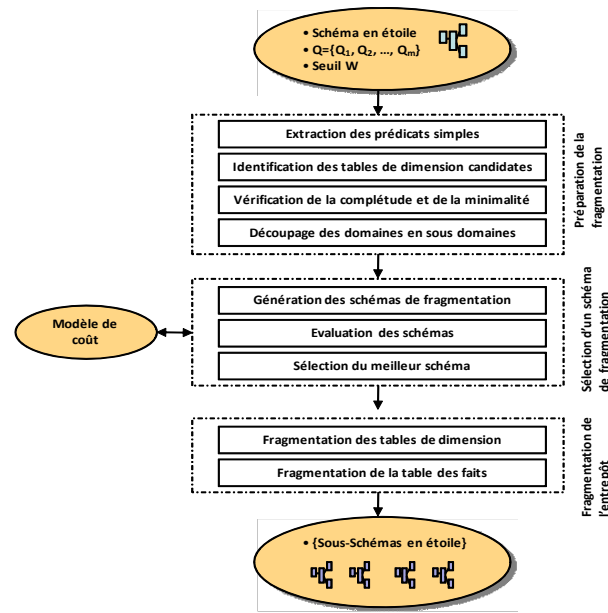 • Schéma en étoile
• Q={Q₁, Q₂, ..., Qₘ}
• Seuil W
Extraction des prédicats simples
Identification des tables de dimension candidates
Vérification de la complétude et de la minimalité
Découpage des domaines en sous domaines
Préparation de la
fragmentation
Génération des schémas de fragmentation
Evaluation des schémas
Sélection du meilleur schéma
Sélection d'un schéma
de fragmentation
Modèle de
coût
Fragmentation des tables de dimension
Fragmentation de la table des faits
Fragmentation de
l'entrepôt
• {Sous-Schémas en étoile}